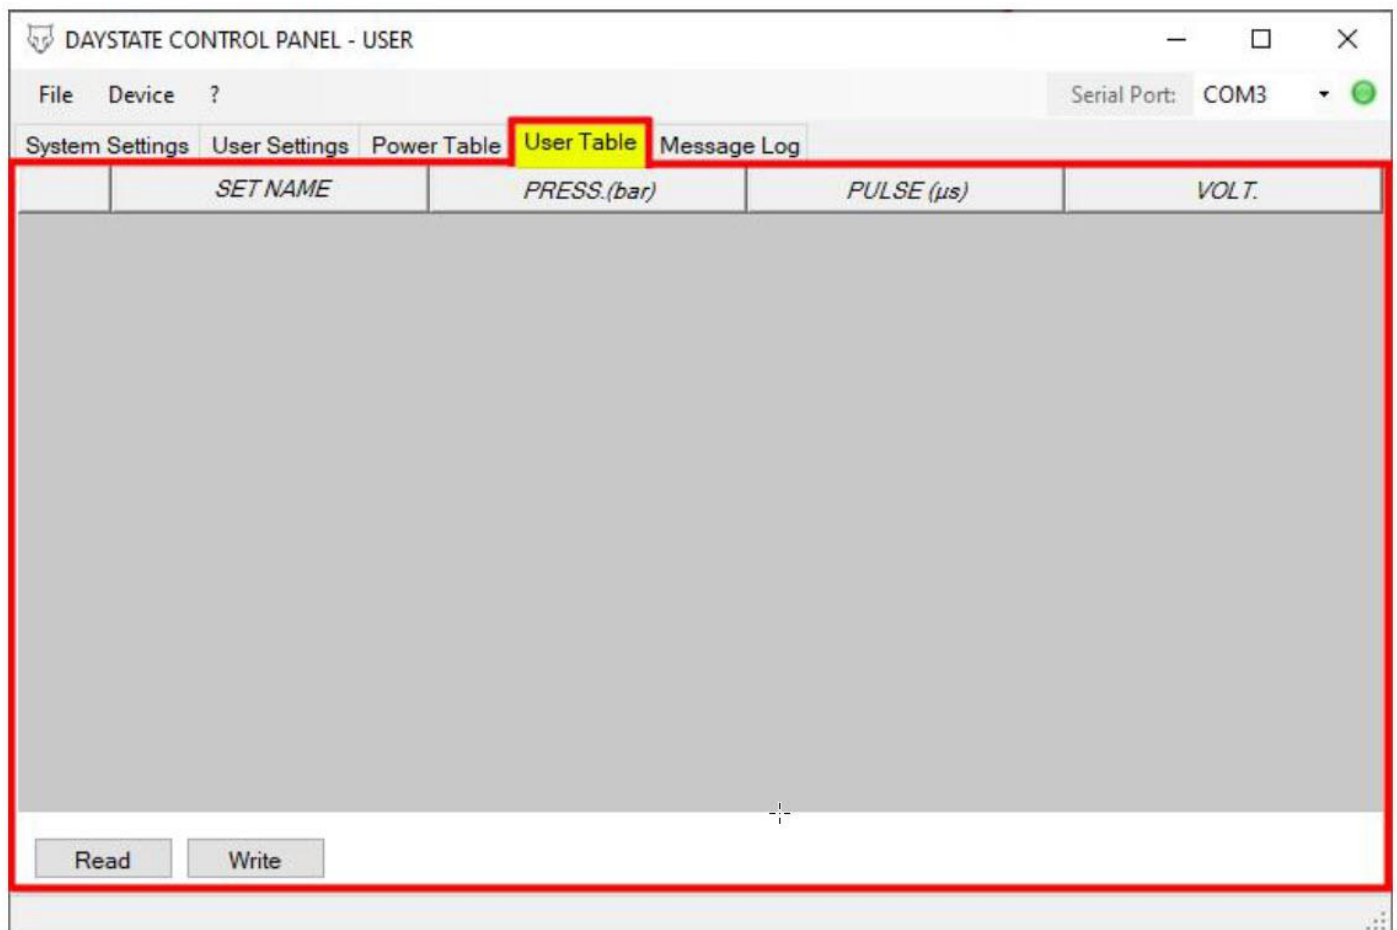 DAYSTATE CONTROL PANEL - USER
File Device ? Serial Port: COM3
System Settings User Settings Power Table User Table Message Log
SET NAME PRESS.(bar) PULSE (µs) VOLT.
Read Write